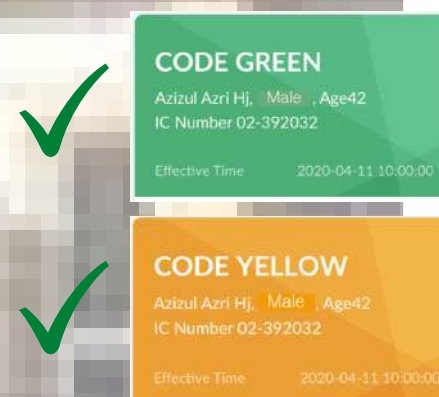 CODE GREEN
Azizul Azri Hj, Male , Age42
IC Number 02-392032
Effective Time 2020-04-11 10:00:00
CODE YELLOW
Azizul Azri Hj, Male , Age42
IC Number 02-392032
Effective Time 2020-04-11 10:00:00